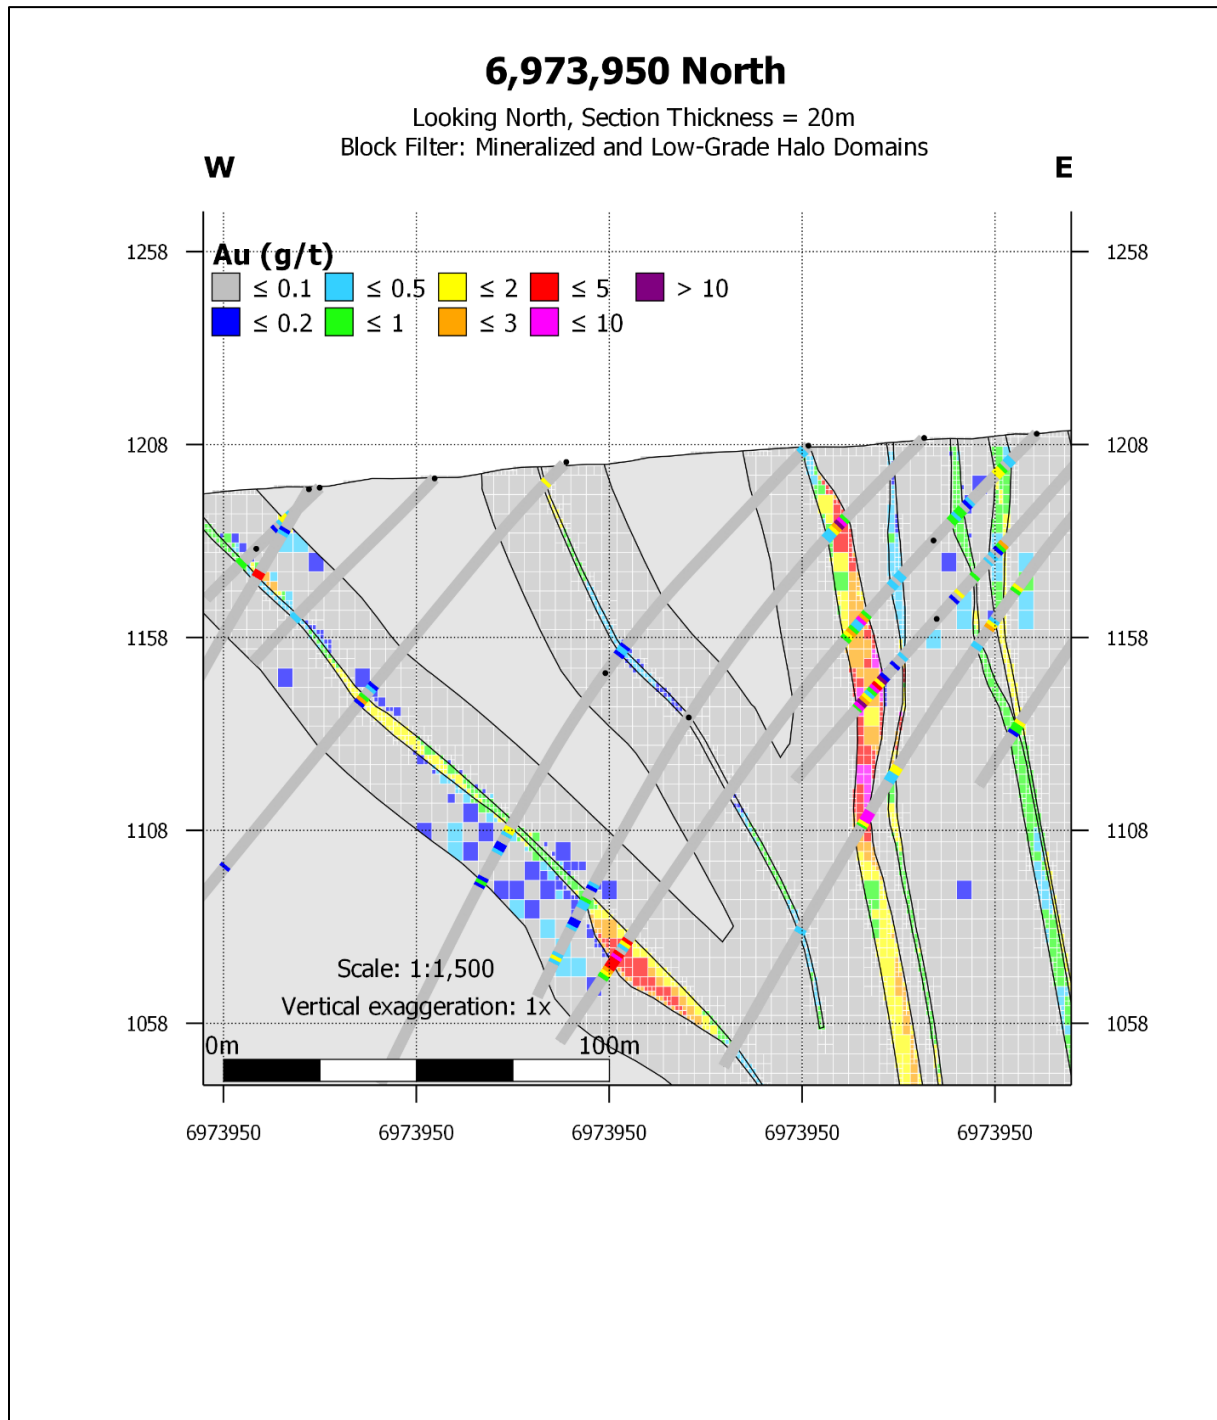 6,973,950 North
Looking North, Section Thickness = 20m
Block Filter: Mineralized and Low-Grade Halo Domains
W E
1258 1258
Au (g/t)
≤ 0.1 ≤ 0.5 ≤ 2 ≤ 5 > 10
≤ 0.2 ≤ 1 ≤ 3 ≤ 10
1208 1208
1158 1158
1108 1108
Scale: 1:1,500
Vertical exaggeration: 1x
1058 1058
0m 100m
6973950 6973950 6973950 6973950 6973950